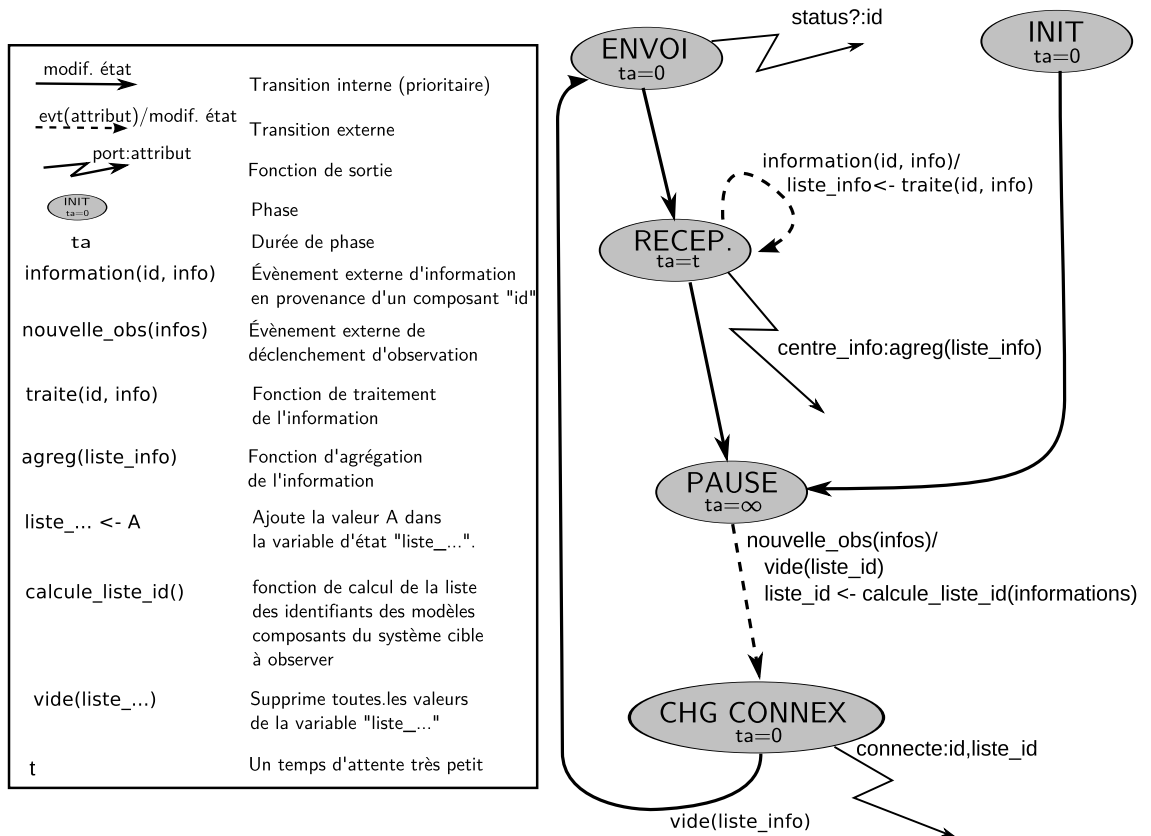 modif. état
Transition interne (prioritaire)
evt(attribut)/modif. état
Transition externe
port:attribut
Fonction de sortie
INIT
ta=0
Phase
ta
Durée de phase
information(id, info)
Évènement externe d'information
en provenance d'un composant "id"
nouvelle_obs(infos)
Évènement externe de
déclenchement d'observation
traite(id, info)
Fonction de traitement
de l'information
agreg(liste_info)
Fonction d'agrégation
de l'information
liste_... <- A
Ajoute la valeur A dans
la variable d'état "liste_...".
calcule_liste_id()
fonction de calcul de la liste
des identifiants des modèles
composants du système cible
à observer
vide(liste_...)
Supprime toutes.les valeurs
de la variable "liste_..."
t
Un temps d'attente très petit
ENVOI
ta=0
status?:id
INIT
ta=0
information(id, info)/
liste_info<- traite(id, info)
RECEP.
ta=t
centre_info:agreg(liste_info)
PAUSE
ta=∞
nouvelle_obs(infos)/
vide(liste_id)
liste_id <- calcule_liste_id(informations)
CHG CONNEX
ta=0
connecte:id,liste_id
vide(liste_info)